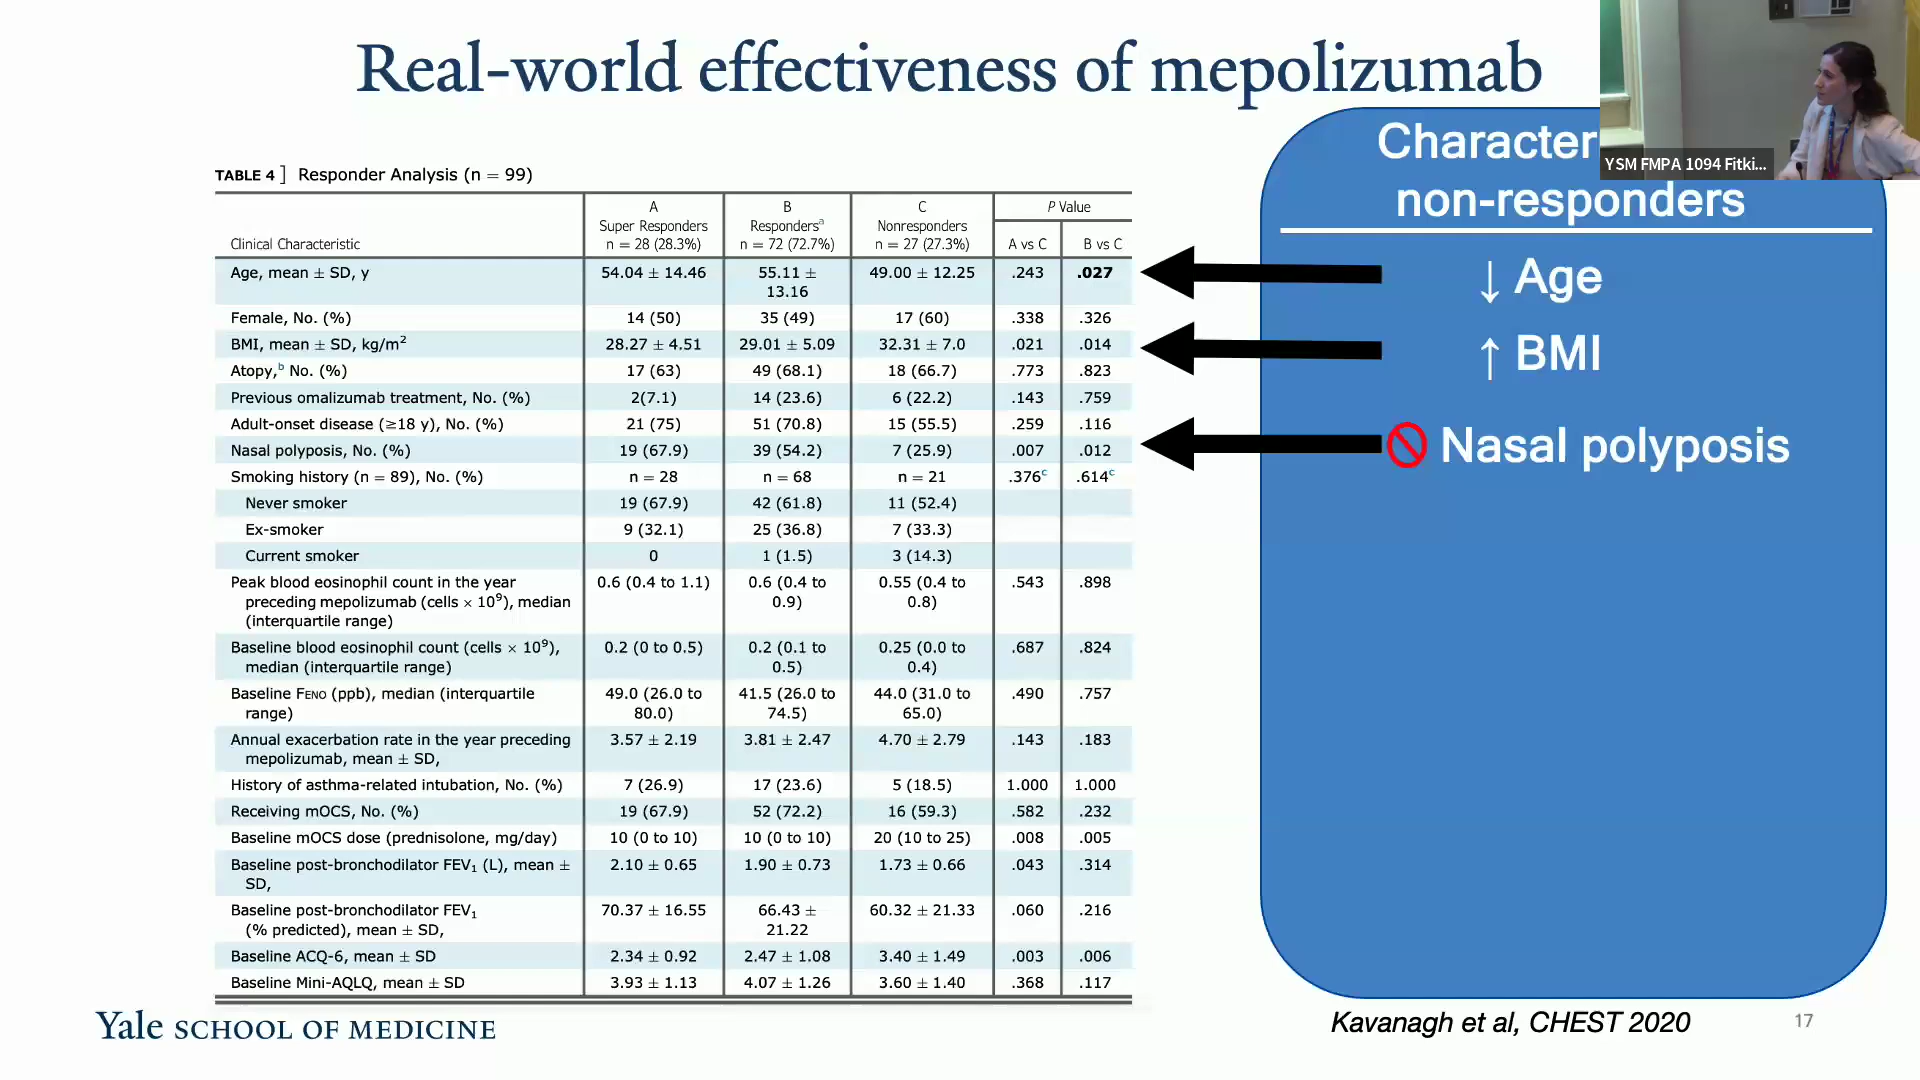 Real-world effectiveness of mepolizumab
YSM FMPA 1094 Fitki...
TABLE 4 ] Responder Analysis (n = 99)
Clinical Characteristic
A
Super Responders
n = 28 (28.3%)
B
Respondersᵃ
n = 72 (72.7%)
C
Nonresponders
n = 27 (27.3%)
P Value
A vs C
B vs C
Age, mean ± SD, y 54.04 ± 14.46 55.11 ± 13.16 49.00 ± 12.25 .243 .027
Female, No. (%) 14 (50) 35 (49) 17 (60) .338 .326
BMI, mean ± SD, kg/m² 28.27 ± 4.51 29.01 ± 5.09 32.31 ± 7.0 .021 .014
Atopy,ᵇ No. (%) 17 (63) 49 (68.1) 18 (66.7) .773 .823
Previous omalizumab treatment, No. (%) 2(7.1) 14 (23.6) 6 (22.2) .143 .759
Adult-onset disease (≥18 y), No. (%) 21 (75) 51 (70.8) 15 (55.5) .259 .116
Nasal polyposis, No. (%) 19 (67.9) 39 (54.2) 7 (25.9) .007 .012
Smoking history (n = 89), No. (%) n = 28 n = 68 n = 21 .376ᶜ .614ᶜ
Never smoker 19 (67.9) 42 (61.8) 11 (52.4)
Ex-smoker 9 (32.1) 25 (36.8) 7 (33.3)
Current smoker 0 1 (1.5) 3 (14.3)
Peak blood eosinophil count in the year preceding mepolizumab (cells × 10⁹), median (interquartile range) 0.6 (0.4 to 1.1) 0.6 (0.4 to 0.9) 0.55 (0.4 to 0.8) .543 .898
Baseline blood eosinophil count (cells × 10⁹), median (interquartile range) 0.2 (0 to 0.5) 0.2 (0.1 to 0.5) 0.25 (0.0 to 0.4) .687 .824
Baseline FENO (ppb), median (interquartile range) 49.0 (26.0 to 80.0) 41.5 (26.0 to 74.5) 44.0 (31.0 to 65.0) .490 .757
Annual exacerbation rate in the year preceding mepolizumab, mean ± SD, 3.57 ± 2.19 3.81 ± 2.47 4.70 ± 2.79 .143 .183
History of asthma-related intubation, No. (%) 7 (26.9) 17 (23.6) 5 (18.5) 1.000 1.000
Receiving mOCS, No. (%) 19 (67.9) 52 (72.2) 16 (59.3) .582 .232
Baseline mOCS dose (prednisolone, mg/day) 10 (0 to 10) 10 (0 to 10) 20 (10 to 25) .008 .005
Baseline post-bronchodilator FEV₁ (L), mean ± SD, 2.10 ± 0.65 1.90 ± 0.73 1.73 ± 0.66 .043 .314
Baseline post-bronchodilator FEV₁ (% predicted), mean ± SD, 70.37 ± 16.55 66.43 ± 21.22 60.32 ± 21.33 .060 .216
Baseline ACQ-6, mean ± SD 2.34 ± 0.92 2.47 ± 1.08 3.40 ± 1.49 .003 .006
Baseline Mini-AQLQ, mean ± SD 3.93 ± 1.13 4.07 ± 1.26 3.60 ± 1.40 .368 .117
non-responders
↓ Age
↑ BMI
Nasal polyposis
Yale SCHOOL OF MEDICINE
Kavanagh et al, CHEST 2020
17